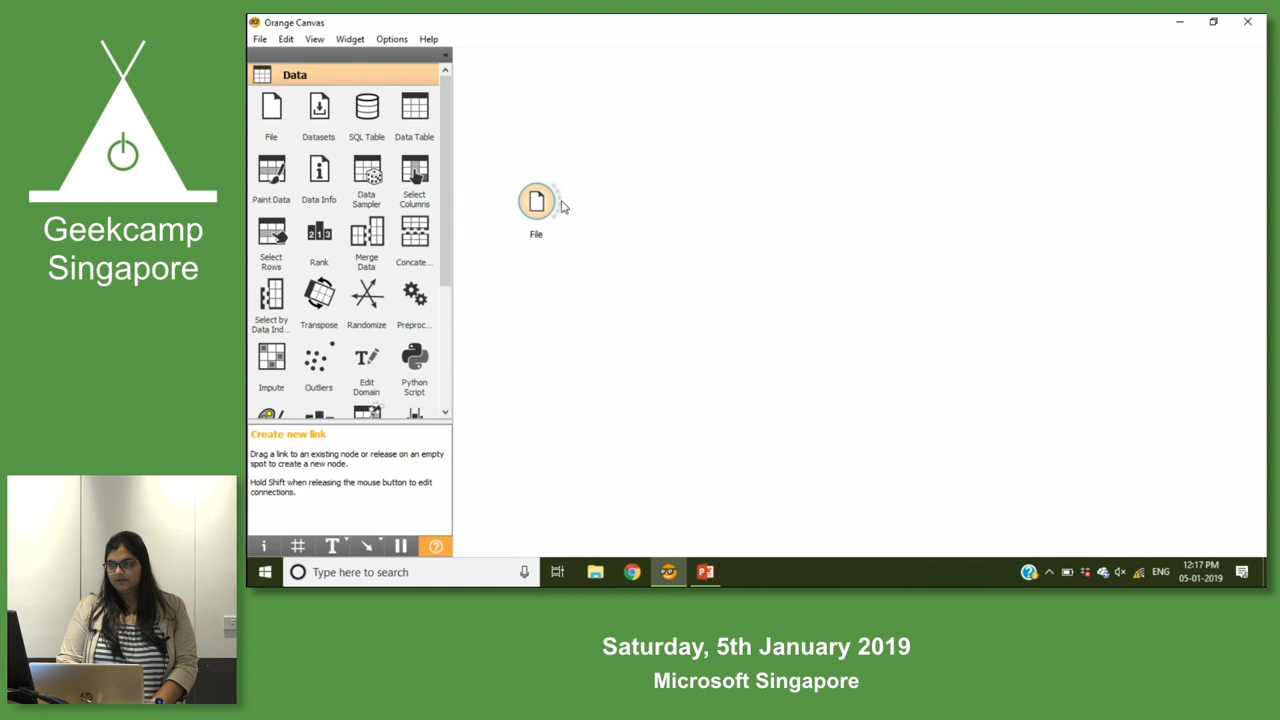 Geekcamp
Singapore
Orange Canvas
File Edit View Widget Options Help
Data
File Datasets SQL Table Data Table
Paint Data Data Info Data Sampler Select Columns
Select Rows Rank Merge Data Concate...
Select by Data Ind... Transpose Randomize Preproc...
Impute Outliers Edit Domain Python Script
File
Create new link
Drag a link to an existing node or release on an empty
spot to create a new node.
Hold Shift when releasing the mouse button to edit
connections.
Type here to search
ENG
12:17 PM
05-01-2019
Saturday, 5th January 2019
Microsoft Singapore